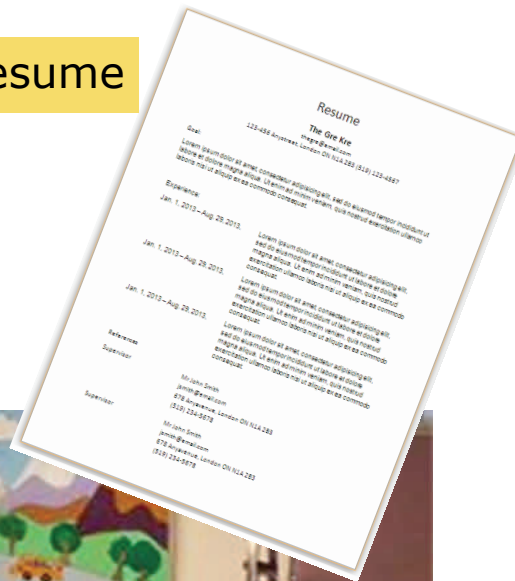 esume
Resume
The Gre Kre
thegre@email.com
123-456 Anystreet, London ON N1A 2B3 (519) 123-4567
Goal:
Lorem ipsum dolor sit amet, consectetur adipisicing elit, sed do eiusmod tempor incididunt ut
labore et dolore magna aliqua. Ut enim ad minim veniam, quis nostrud exercitation ullamco
laboris nisi ut aliquip ex ea commodo consequat.
Experience:
Jan. 1, 2013 – Aug. 29, 2013,
Lorem ipsum dolor sit amet, consectetur adipisicing elit,
sed do eiusmod tempor incididunt ut labore et dolore
magna aliqua. Ut enim ad minim veniam, quis nostrud
exercitation ullamco laboris nisi ut aliquip ex ea commodo
consequat.
Jan. 1, 2013 – Aug. 29, 2013,
Lorem ipsum dolor sit amet, consectetur adipisicing elit,
sed do eiusmod tempor incididunt ut labore et dolore
magna aliqua. Ut enim ad minim veniam, quis nostrud
exercitation ullamco laboris nisi ut aliquip ex ea commodo
consequat.
Jan. 1, 2013 – Aug. 29, 2013,
Lorem ipsum dolor sit amet, consectetur adipisicing elit,
sed do eiusmod tempor incididunt ut labore et dolore
magna aliqua. Ut enim ad minim veniam, quis nostrud
exercitation ullamco laboris nisi ut aliquip ex ea commodo
consequat.
References
Supervisor
Mr John Smith
jsmith@email.com
678 Anyavenue, London ON N1A 2B3
(519) 234-5678
Supervisor
Mr John Smith
jsmith@email.com
678 Anyavenue, London ON N1A 2B3
(519) 234-5678